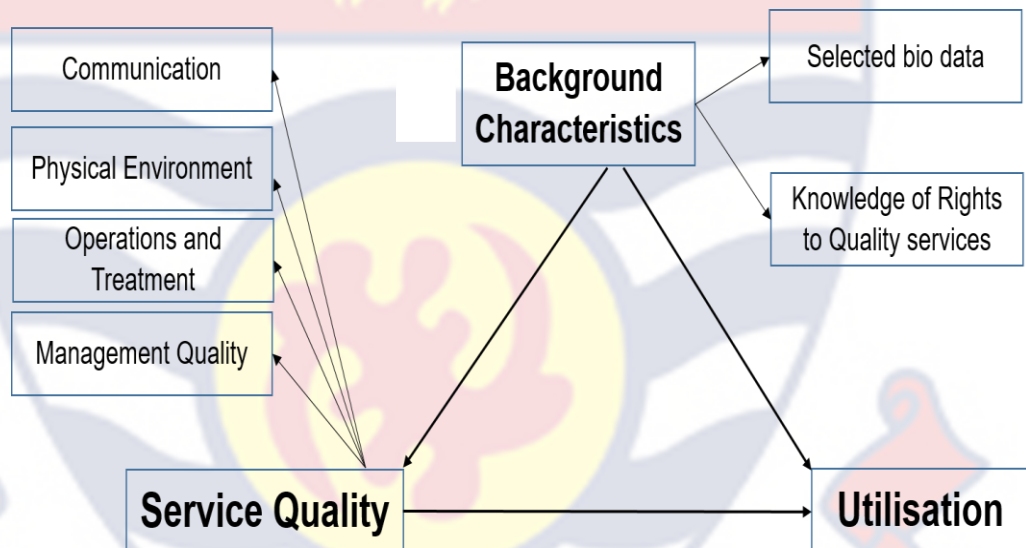 Communication
Physical Environment
Operations and
Treatment
Management Quality
Background
Characteristics
Selected bio data
Knowledge of Rights
to Quality services
Service Quality
Utilisation